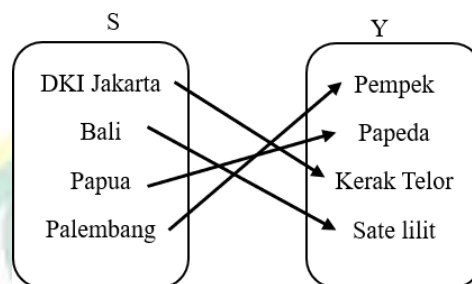 S
Y
DKI Jakarta
Bali
Papua
Palembang
Pempek
Papeda
Kerak Telor
Sate lilit